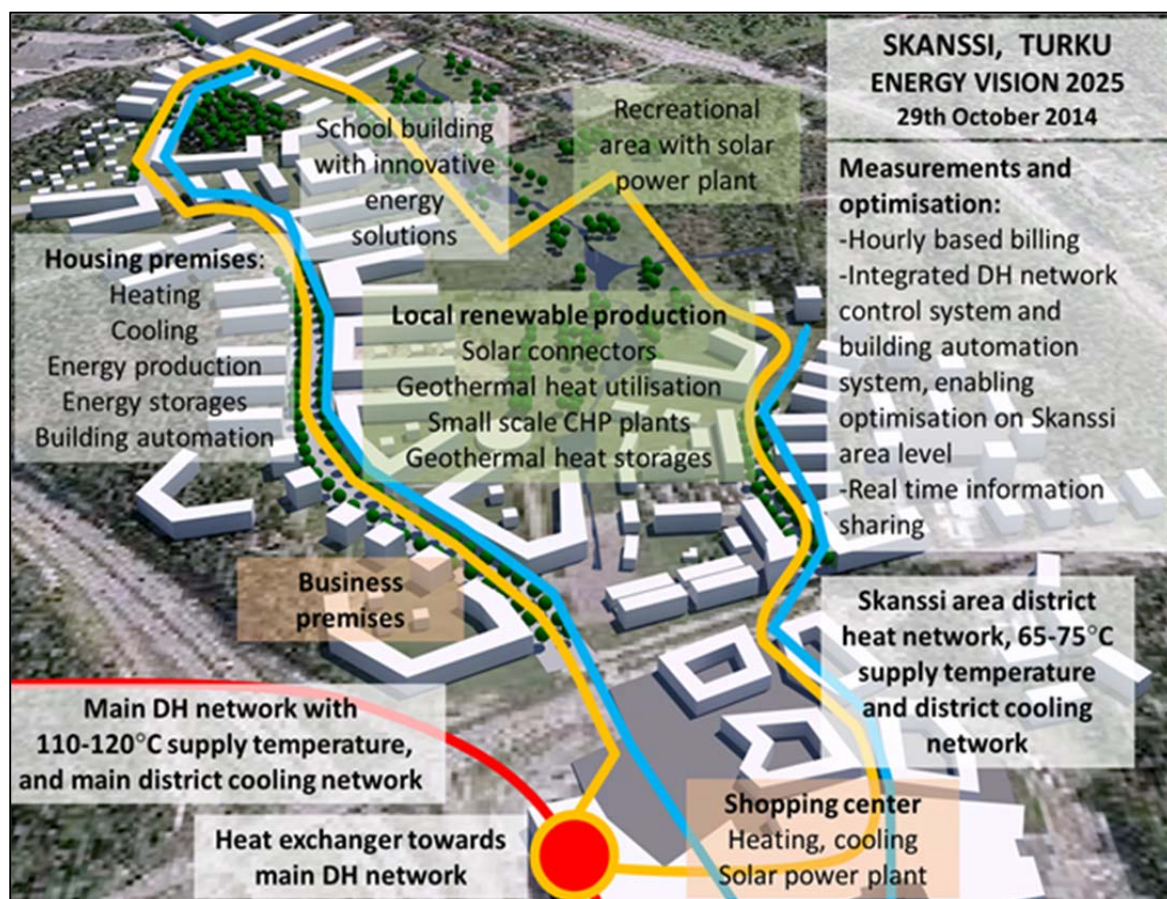 SKANSSI, TURKU
ENERGY VISION 2025
29th October 2014
School building
with innovative
energy
solutions
Recreational
area with solar
power plant
Measurements and
optimisation:
-Hourly based billing
-Integrated DH network
control system and
building automation
system, enabling
optimisation on Skanssi
area level
-Real time information
sharing
Housing premises:
Heating
Cooling
Energy production
Energy storages
Building automation
Local renewable production
Solar connectors
Geothermal heat utilisation
Small scale CHP plants
Geothermal heat storages
Business
premises
Skanssi area district
heat network, 65-75°C
supply temperature
and district cooling
network
Main DH network with
110-120°C supply temperature,
and main district cooling network
Shopping center
Heating, cooling
Solar power plant
Heat exchanger towards
main DH network